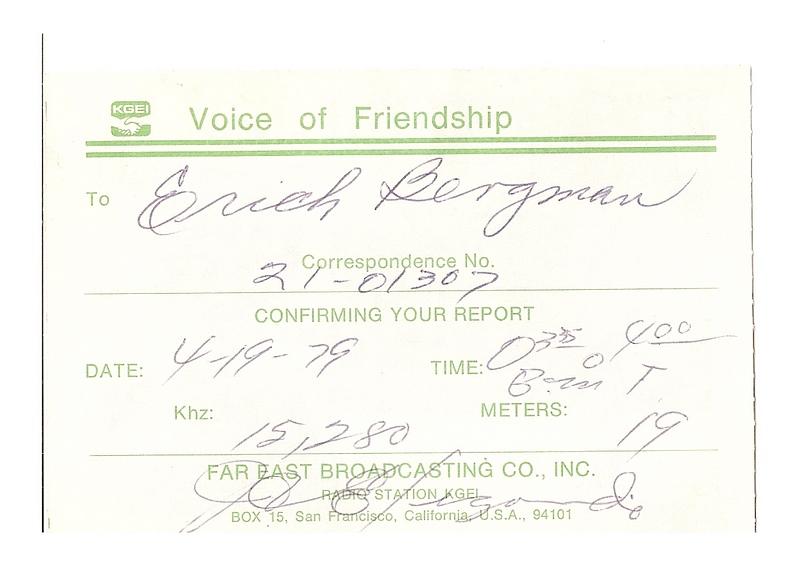 KGEI
Voice of Friendship
To Erich Bergman
Correspondence No.
21-01307
CONFIRMING YOUR REPORT
DATE: 4-19-79 TIME: 0335 0400
Khz: 15,280 METERS: 19
FAR EAST BROADCASTING CO., INC.
RADIO STATION KGEI
BOX 15, San Francisco, California, U.S.A., 94101